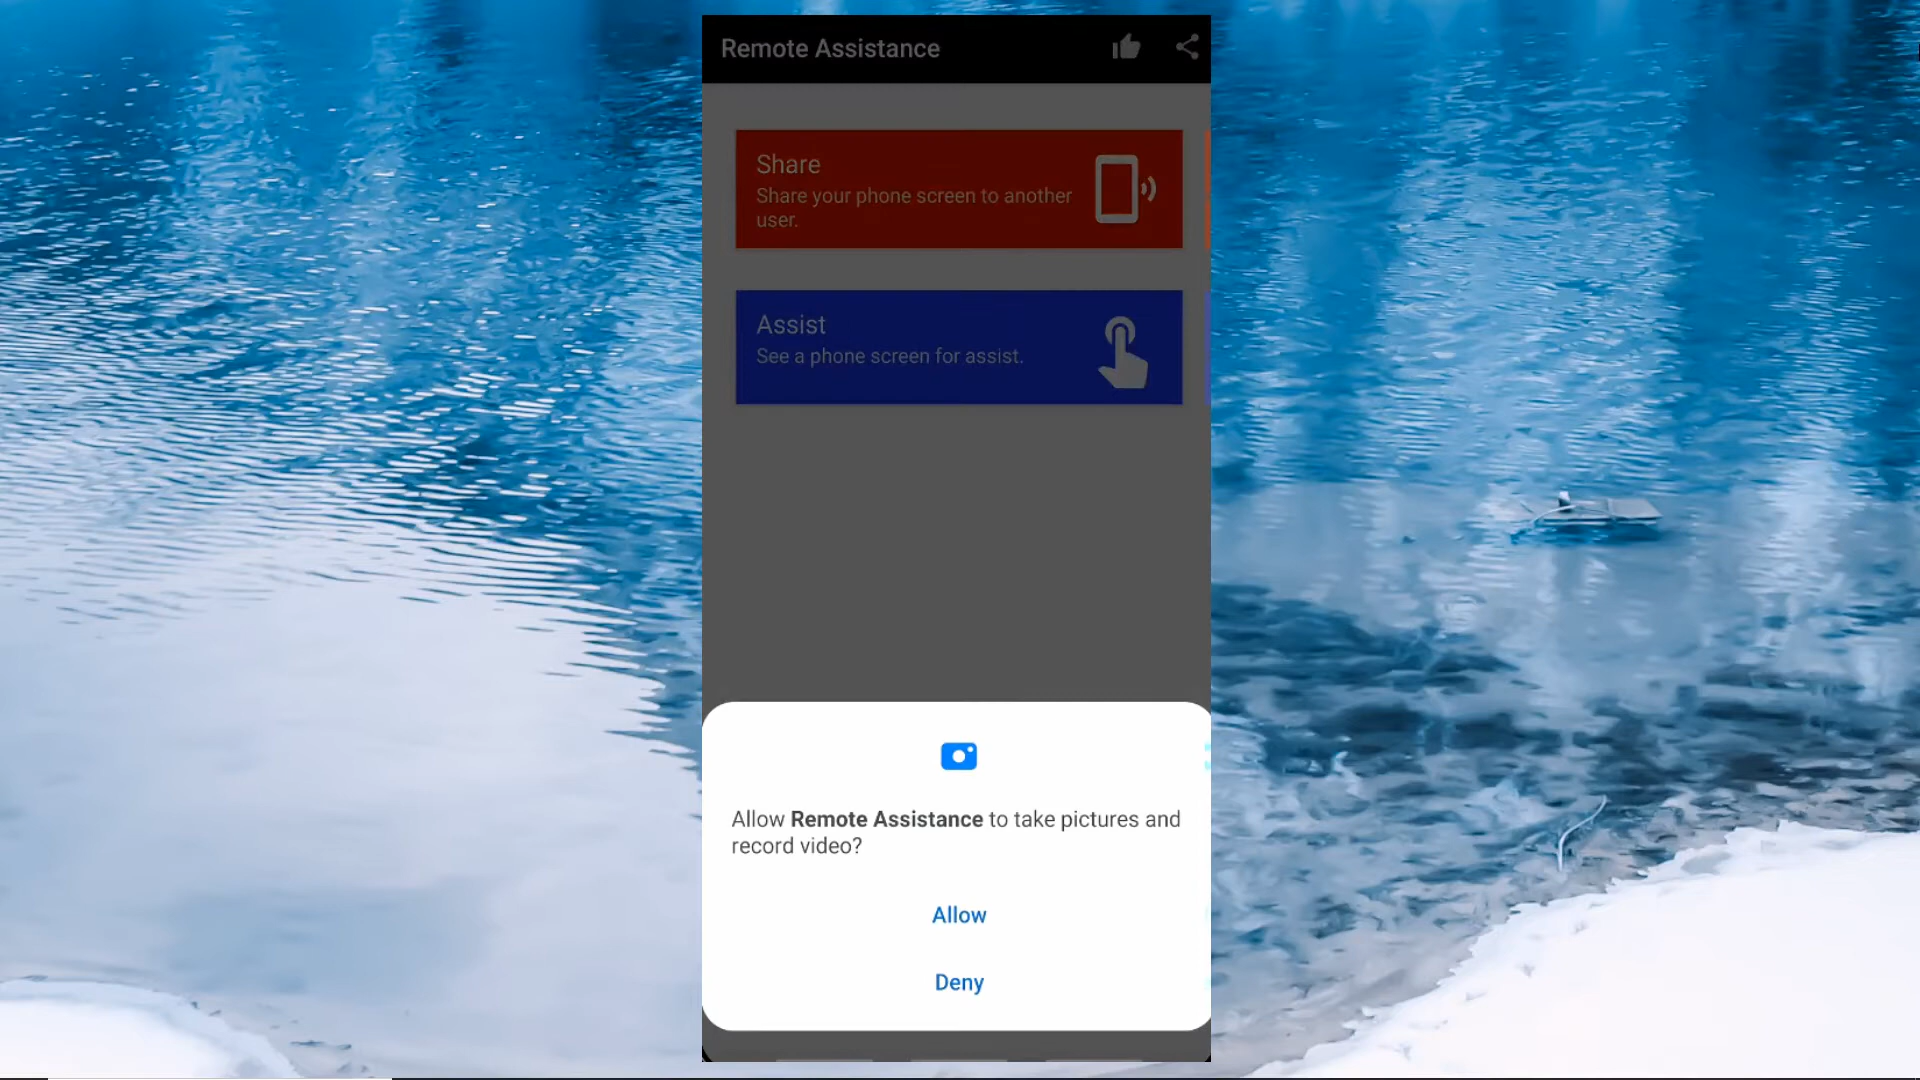 Remote Assistance
Share
Share your phone screen to another
user.
Assist
See a phone screen for assist.
Allow Remote Assistance to take pictures and
record video?
Allow
Deny